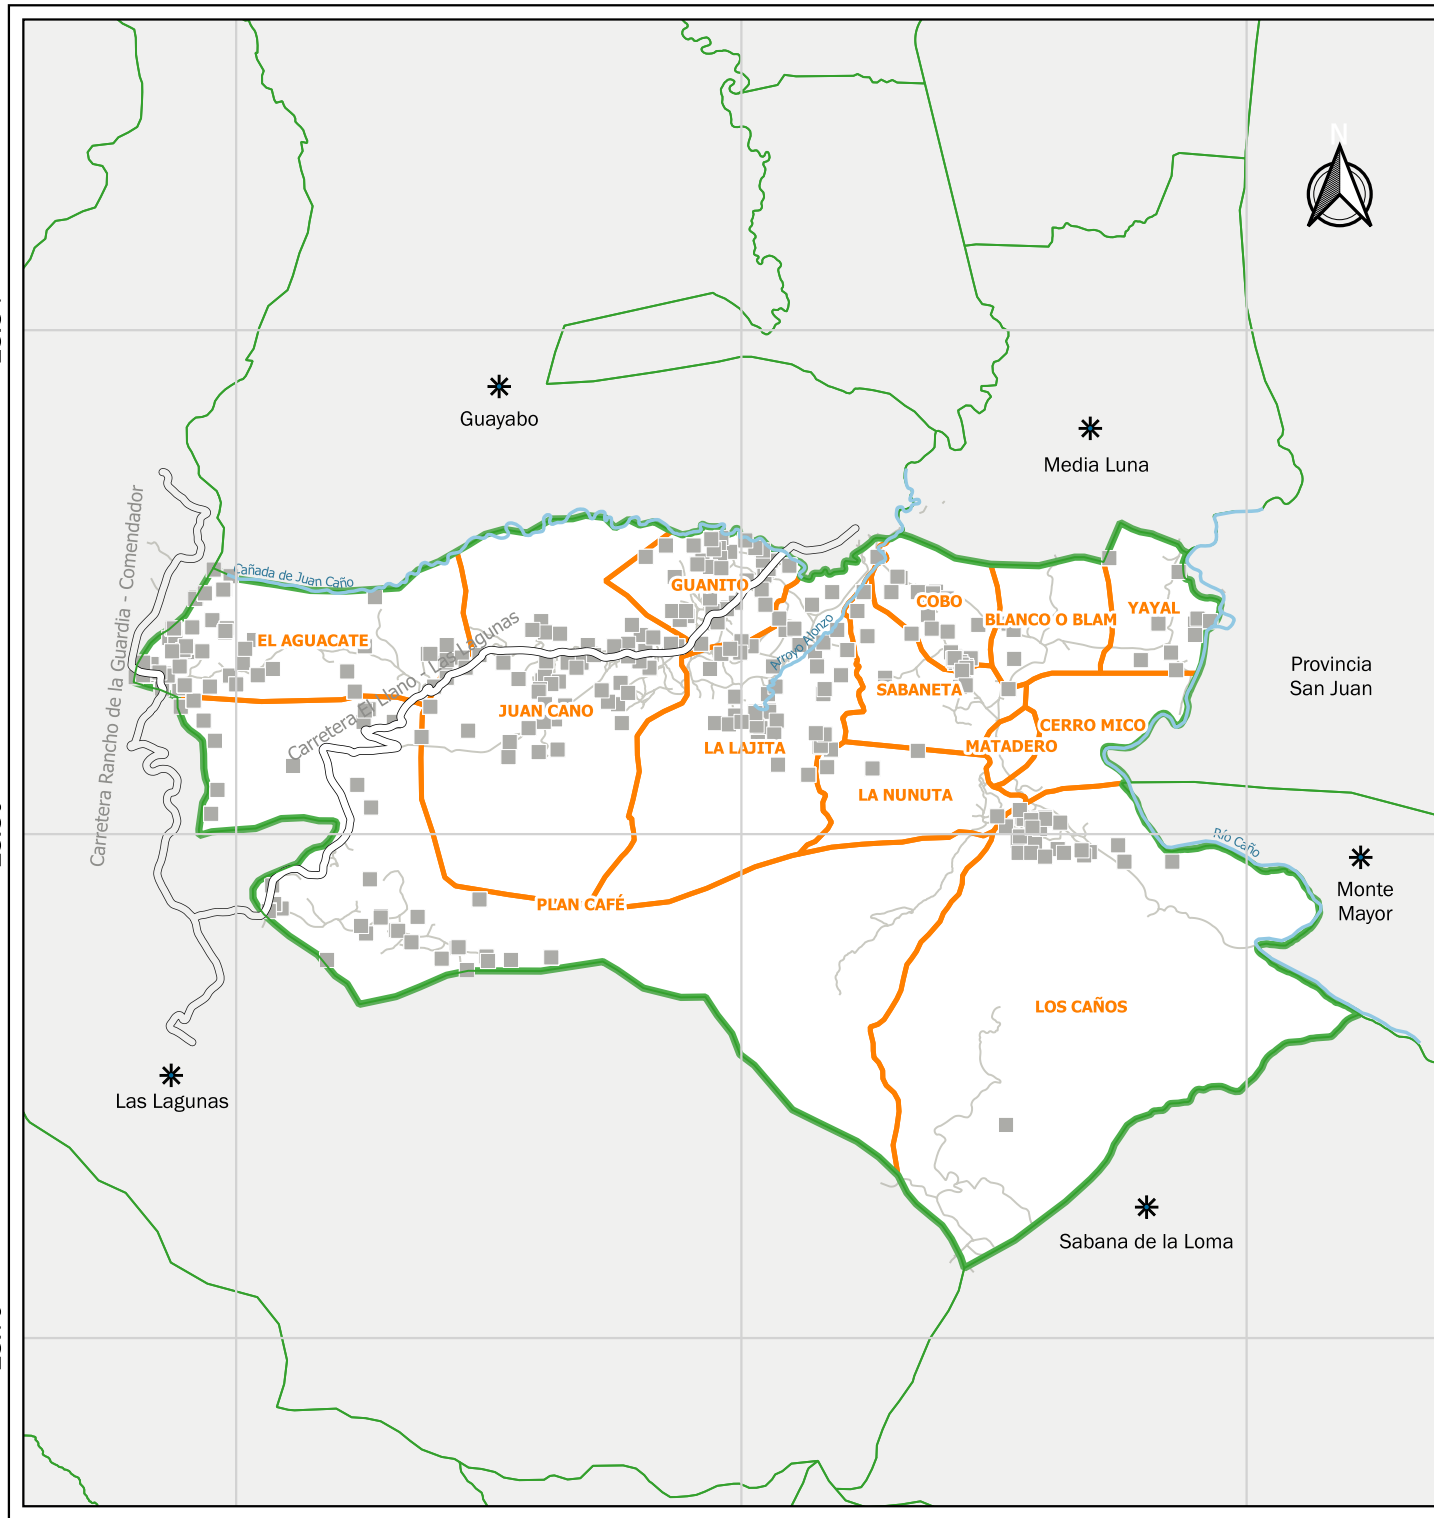 N
Guayabo
Media Luna
Carretera Rancho de la Guardia - Comendador
Cañada de Juan Caño
GUANITO
COBO
YAYAL
BLANCO O BLAM
EL AGUACATE
Carretera El Llano - Las Lagunas
Arroyo Alonzo
Provincia
San Juan
SABANETA
JUAN CANO
CERRO MICO
LA LAJITA
MATADERO
LA NUNUTA
Río Caño
Monte
Mayor
PLAN CAFÉ
LOS CAÑOS
Las Lagunas
Sabana de la Loma